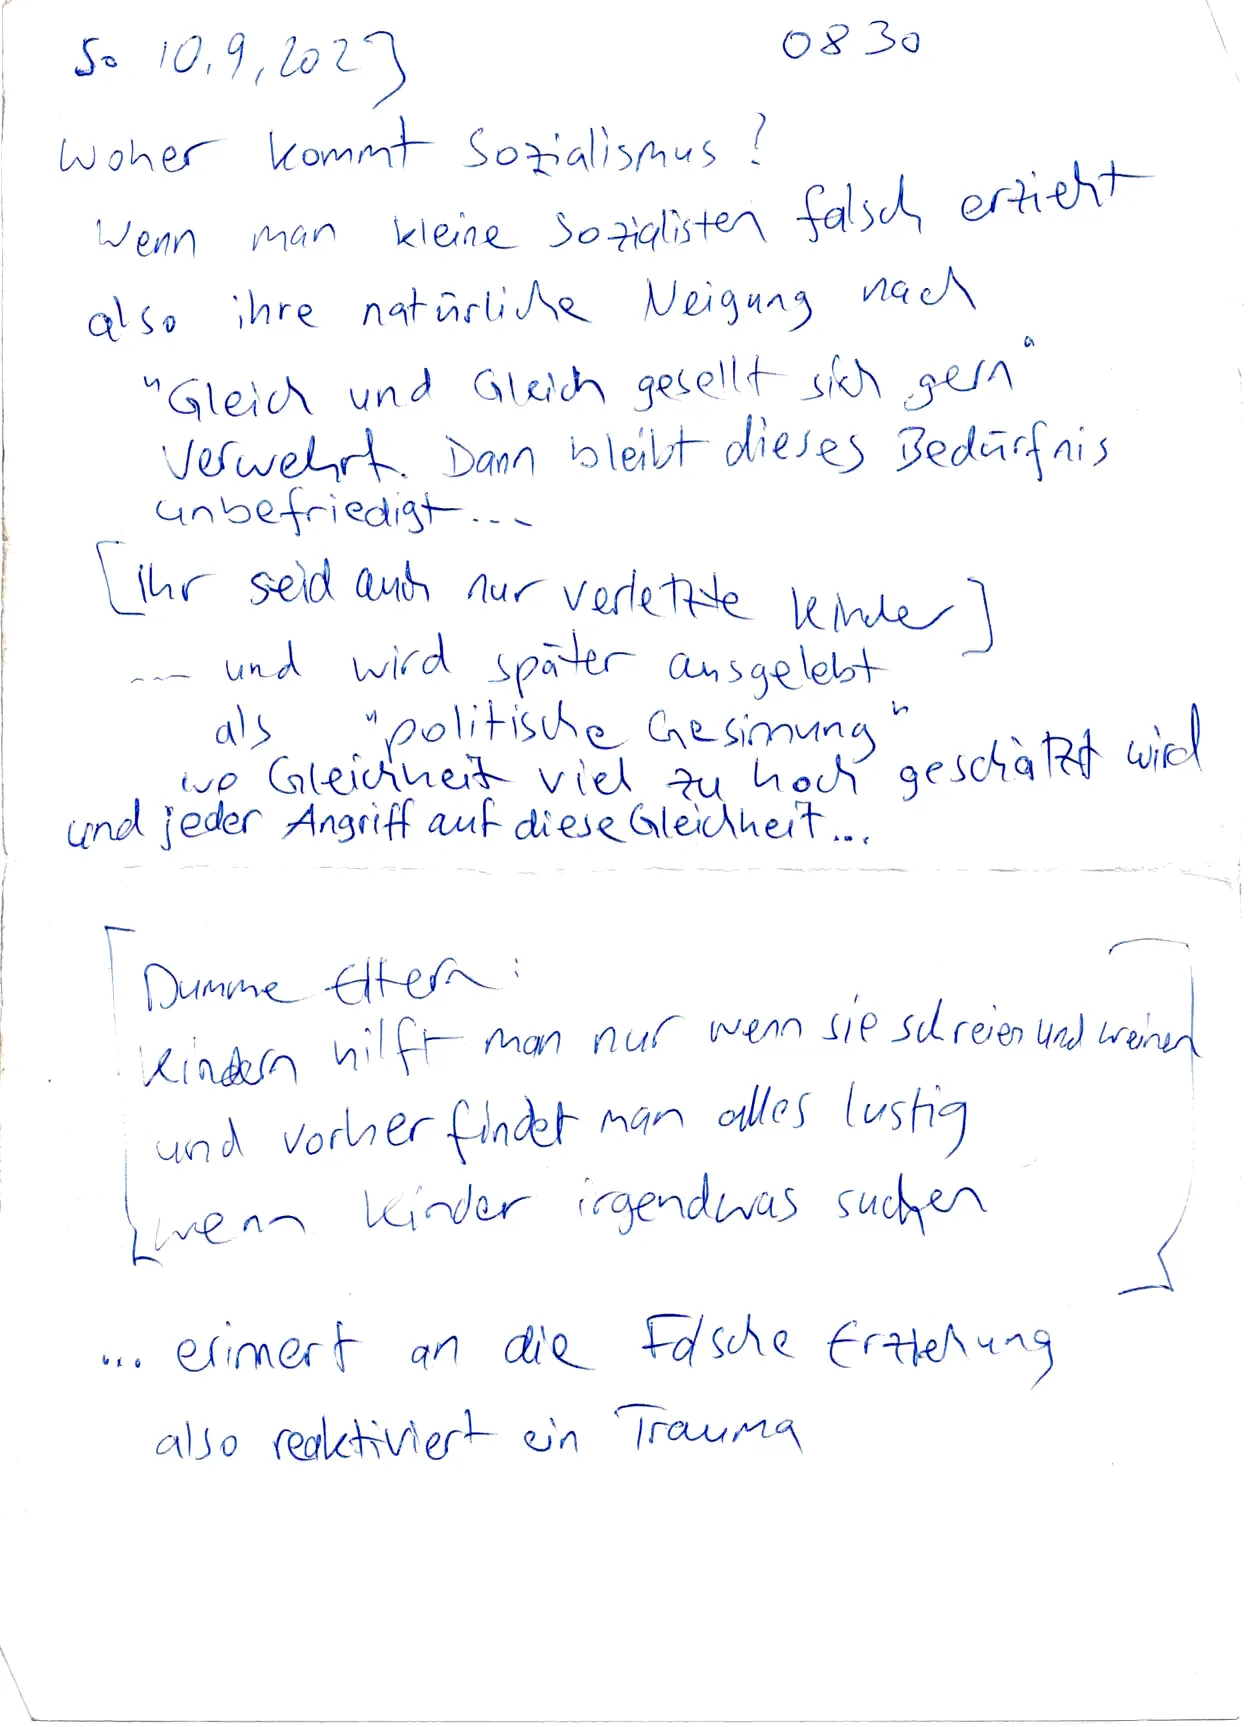 So 10.9.2023 0830
Woher kommt Sozialismus?
Wenn man kleine Sozialisten falsch erzieht
also ihre natürliche Neigung nach
"Gleich und Gleich gesellt sich gern"
verwehrt. Dann bleibt dieses Bedürfnis
unbefriedigt...
[ihr seid auch nur verletzte Kinder]
... und wird später ausgelebt
als "politische Gesinnung"
wo Gleichheit viel zu hoch geschätzt wird
und jeder Angriff auf diese Gleichheit...
[Dumme Eltern:
Kindern hilft man nur wenn sie schreien und weinen
und vorher findet man alles lustig
wenn Kinder irgendwas suchen]
... erinnert an die Falsche Erziehung
also reaktiviert ein Trauma